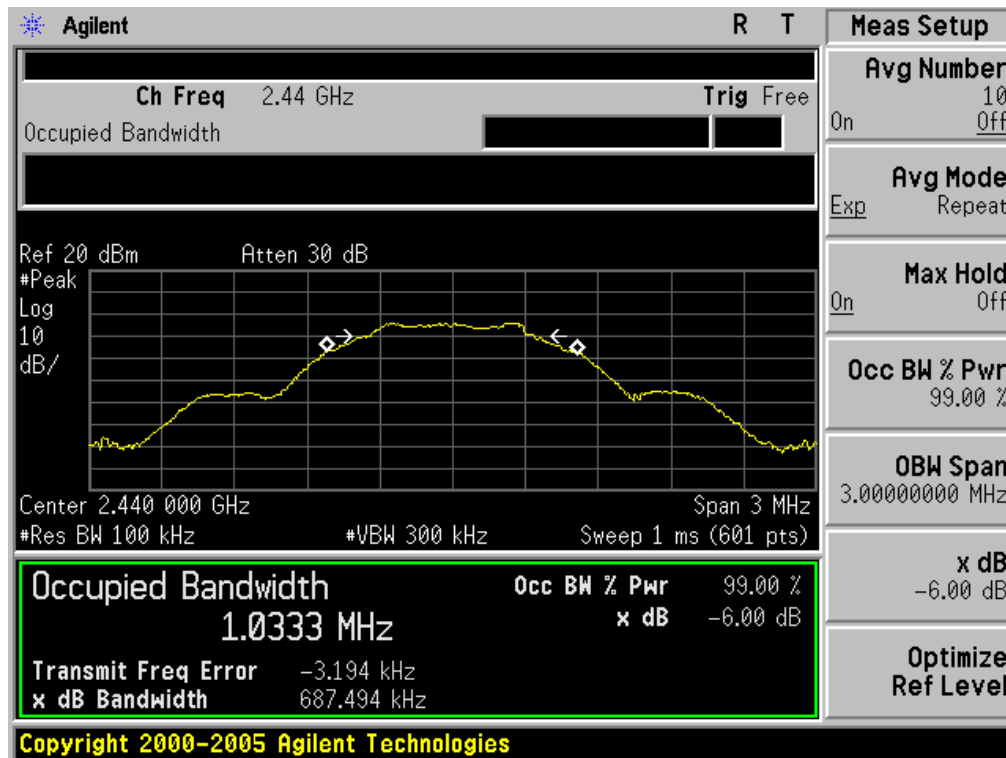 Agilent R T
Ch Freq 2.44 GHz Trig Free
Occupied Bandwidth
Ref 20 dBm Atten 30 dB
#Peak
Log
10
dB/
Center 2.440 000 GHz Span 3 MHz
#Res BW 100 kHz #VBW 300 kHz Sweep 1 ms (601 pts)
Occupied Bandwidth
1.0333 MHz
Occ BW % Pwr 99.00 %
x dB -6.00 dB
Transmit Freq Error -3.194 kHz
x dB Bandwidth 687.494 kHz
Copyright 2000-2005 Agilent Technologies
Meas Setup
Avg Number
10
On Off
Avg Mode
Exp Repeat
Max Hold
On Off
Occ BW % Pwr
99.00 %
OBW Span
3.00000000 MHz
x dB
-6.00 dB
Optimize
Ref Level